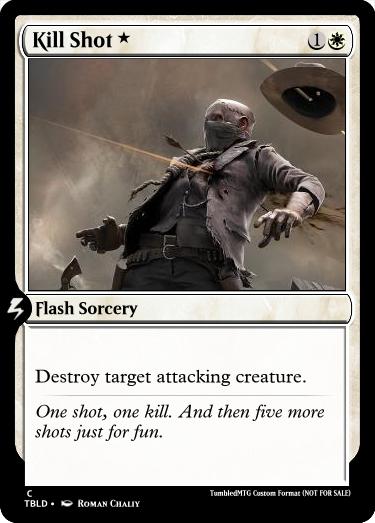 Kill Shot ★ 1
Flash Sorcery
Destroy target attacking creature.
One shot, one kill. And then five more
shots just for fun.
C
TBLD • Roman Chaliy
TumbledMTG Custom Format (NOT FOR SALE)